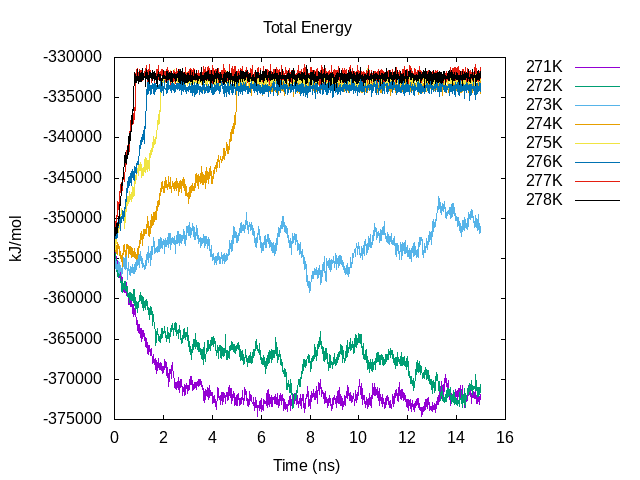 Total Energy
-330000
-335000
-340000
-345000
-350000
-355000
-360000
-365000
-370000
-375000
kJ/mol
0 2 4 6 8 10 12 14 16
Time (ns)
271K
272K
273K
274K
275K
276K
277K
278K